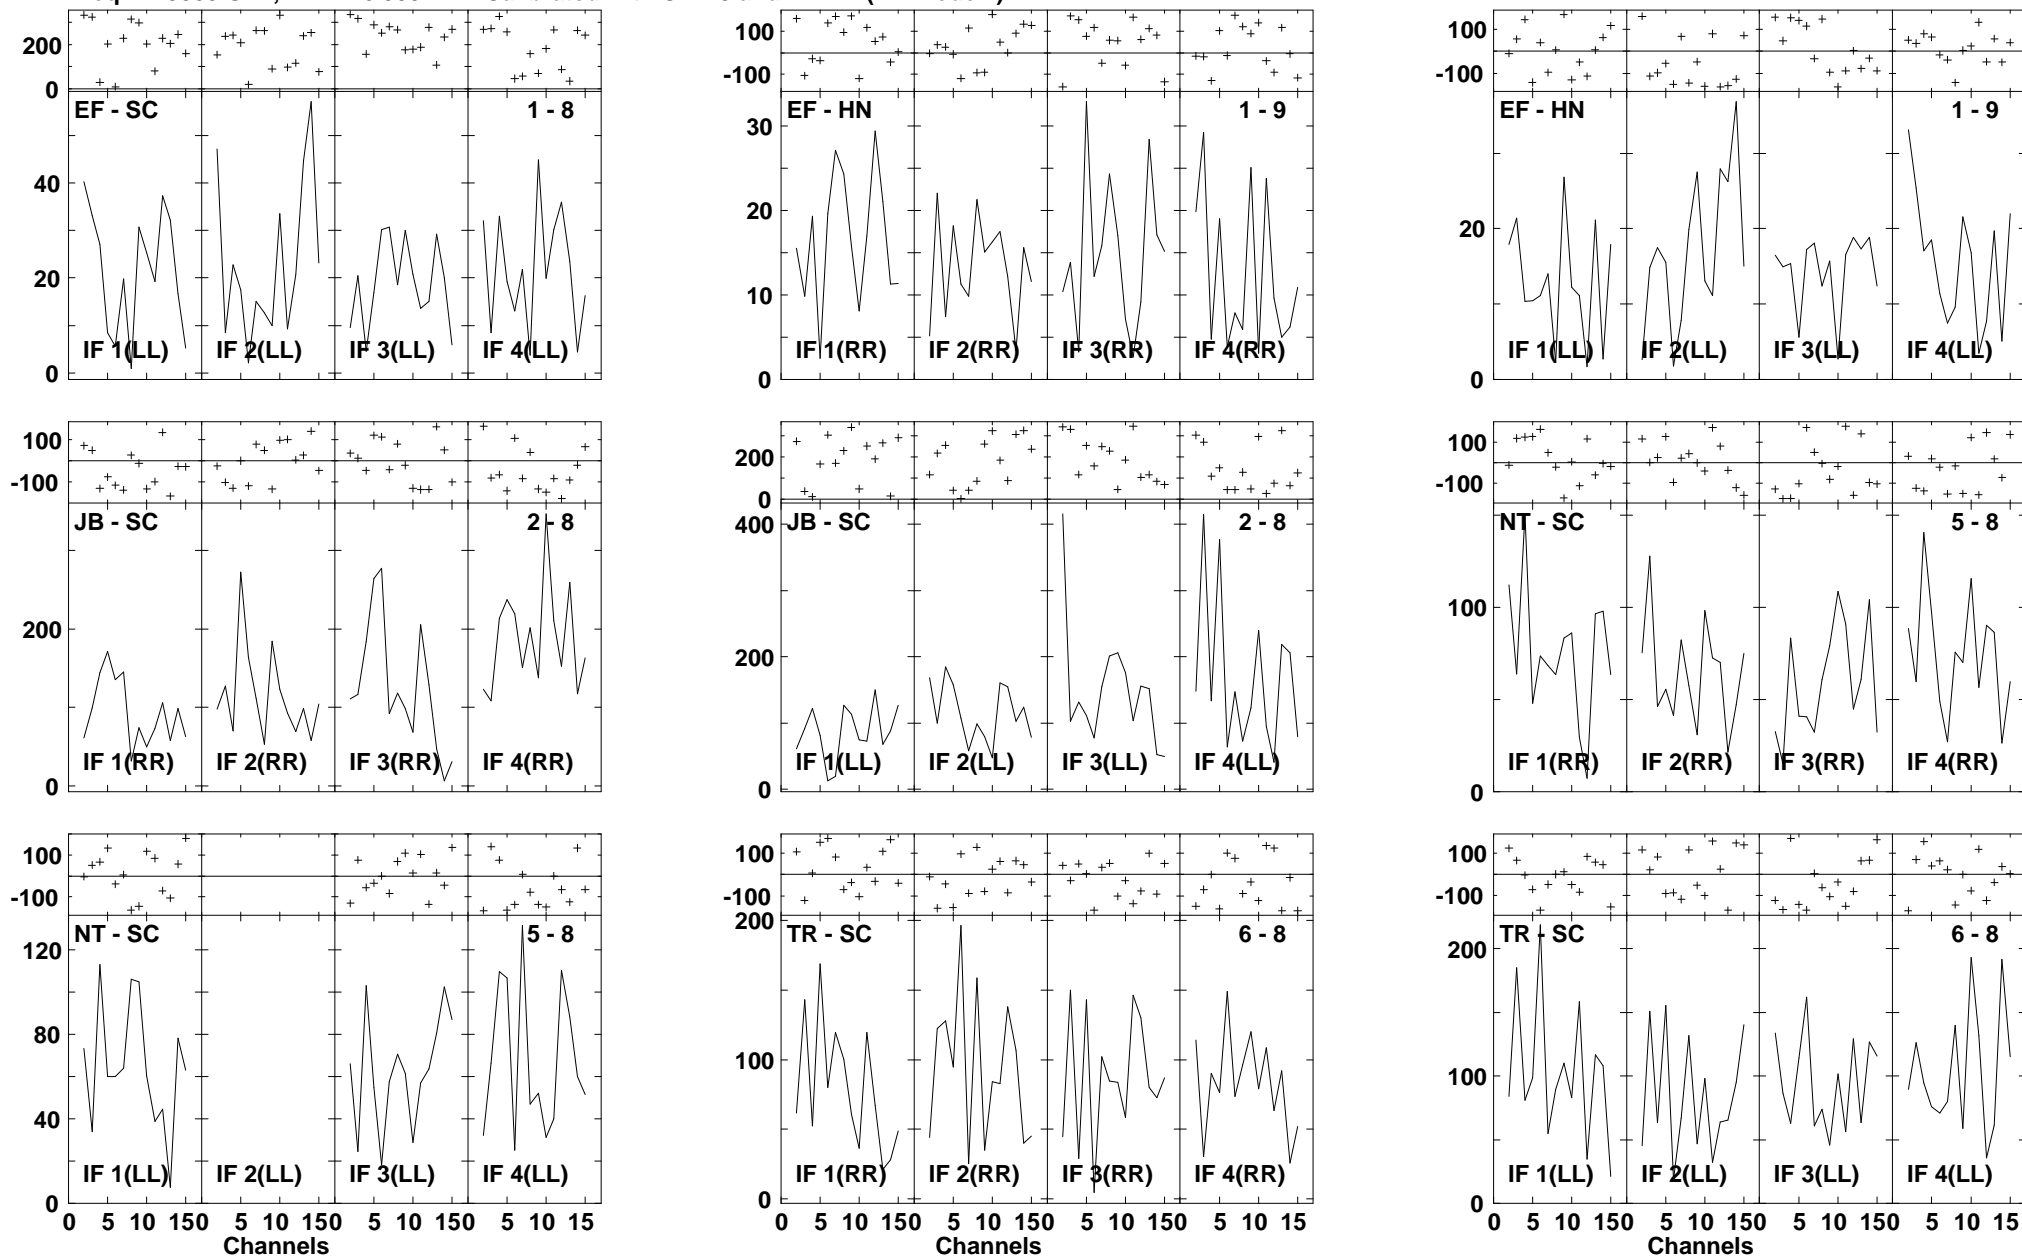 200 100 100
0 -100 -100
EF - SC 1 - 8 EF - HN 1 - 9 EF - HN 1 - 9
40 30
20 20 20
10
0 0 0
IF 1(LL) IF 2(LL) IF 3(LL) IF 4(LL) IF 1(RR) IF 2(RR) IF 3(RR) IF 4(RR) IF 1(LL) IF 2(LL) IF 3(LL) IF 4(LL)
100 200 100
-100 0 -100
JB - SC 2 - 8 JB - SC 2 - 8 NT - SC 5 - 8
400
200 200 100
0 0 0
IF 1(RR) IF 2(RR) IF 3(RR) IF 4(RR) IF 1(LL) IF 2(LL) IF 3(LL) IF 4(LL) IF 1(RR) IF 2(RR) IF 3(RR) IF 4(RR)
100 100 100
-100 -100 -100
NT - SC 5 - 8 TR - SC 6 - 8 TR - SC 6 - 8
120 200 200
80 100 100
40
0 0 0
IF 1(LL) IF 2(LL) IF 3(LL) IF 4(LL) IF 1(RR) IF 2(RR) IF 3(RR) IF 4(RR) IF 1(LL) IF 2(LL) IF 3(LL) IF 4(LL)
0 5 10 150 5 10 150 5 10 150 5 10 15 0 5 10 150 5 10 150 5 10 150 5 10 15 0 5 10 150 5 10 150 5 10 150 5 10 15
Channels Channels Channels